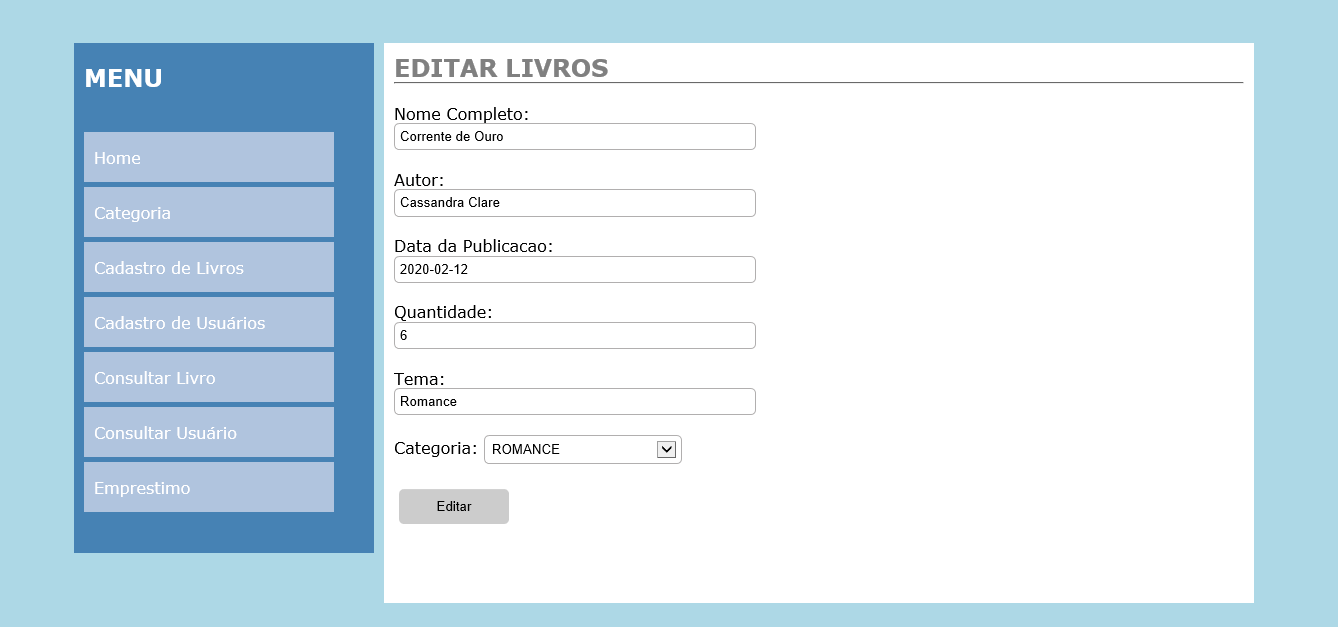 MENU
Home
Categoria
Cadastro de Livros
Cadastro de Usuários
Consultar Livro
Consultar Usuário
Emprestimo
EDITAR LIVROS
Nome Completo:
Corrente de Ouro
Autor:
Cassandra Clare
Data da Publicacao:
2020-02-12
Quantidade:
6
Tema:
Romance
Categoria: ROMANCE
Editar